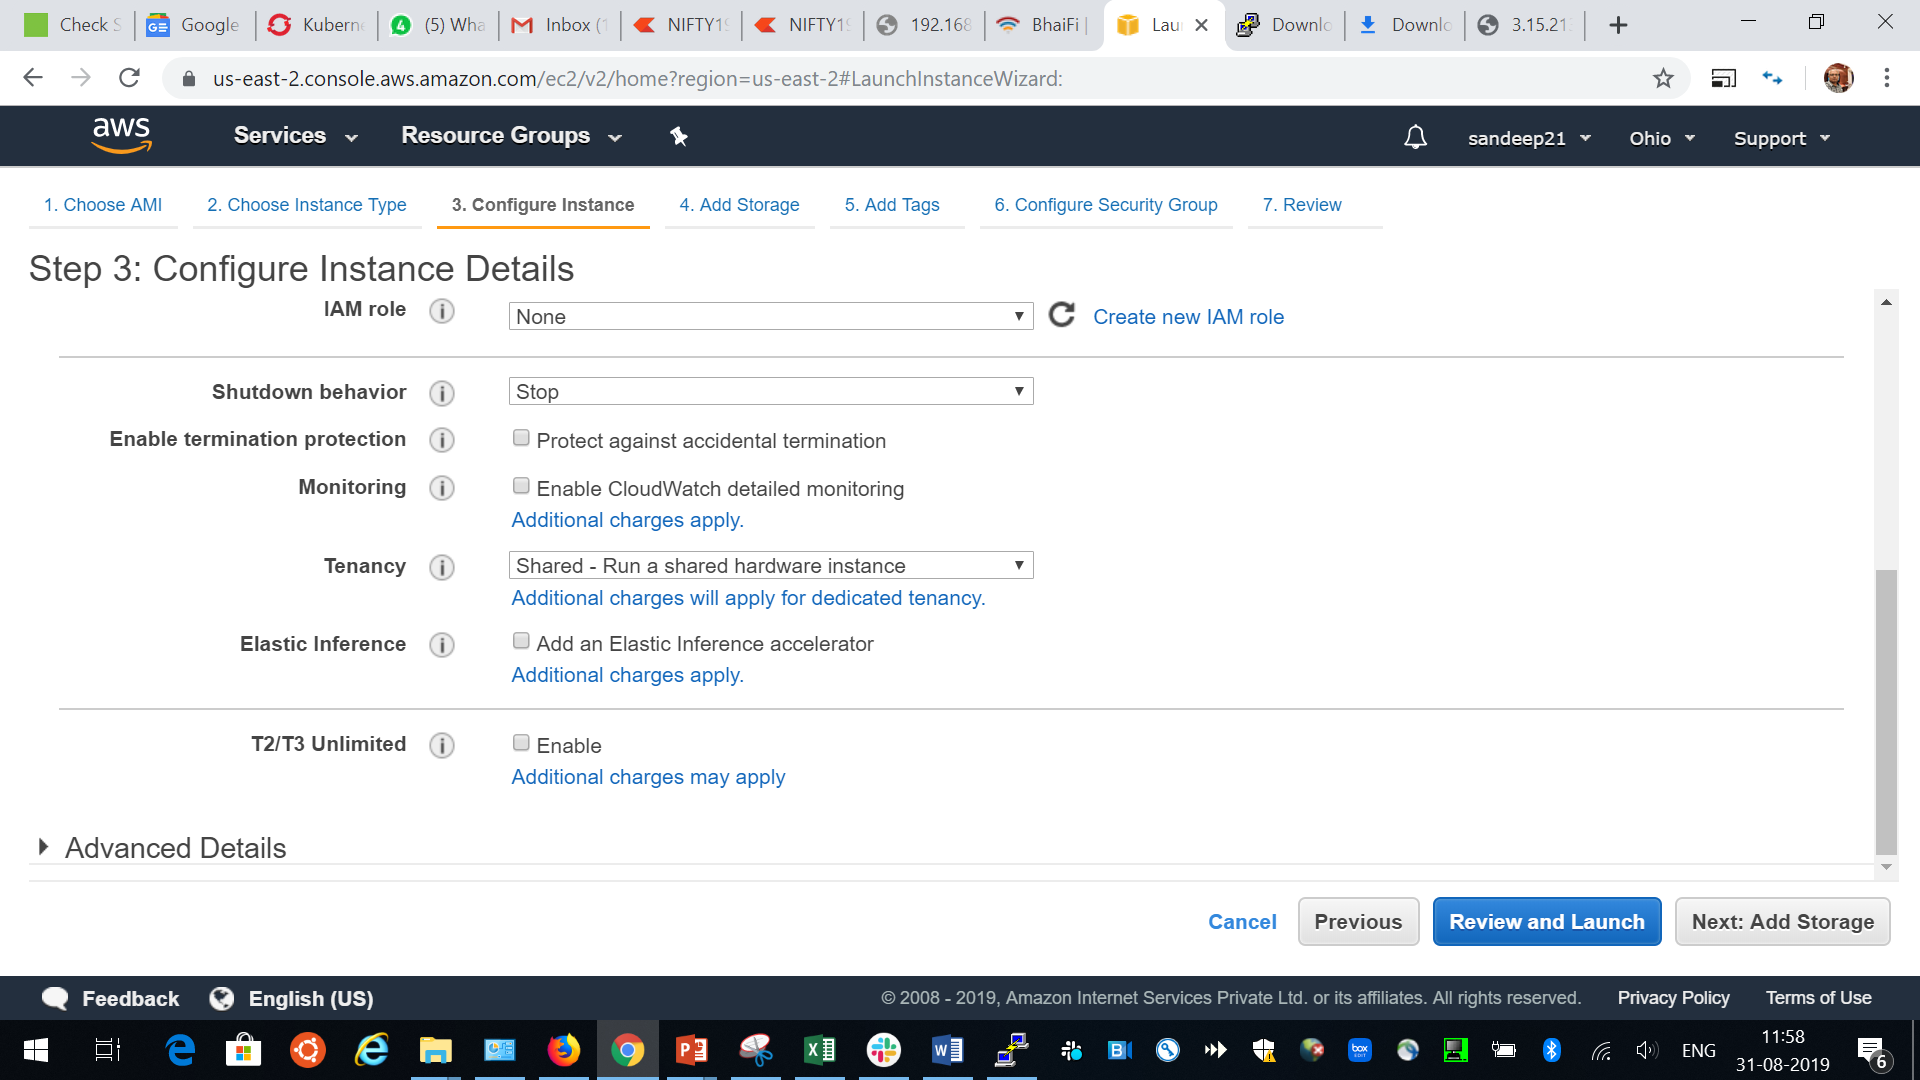 Check S
Google
Kuberne
(5) Wha
Inbox (1
NIFTY19
NIFTY19
192.168
BhaiFi |
Lau
Downlo
Downlo
3.15.213
us-east-2.console.aws.amazon.com/ec2/v2/home?region=us-east-2#LaunchInstanceWizard:
aws
Services
Resource Groups
sandeep21
Ohio
Support
1. Choose AMI
2. Choose Instance Type
3. Configure Instance
4. Add Storage
5. Add Tags
6. Configure Security Group
7. Review
Step 3: Configure Instance Details
IAM role
None
Create new IAM role
Shutdown behavior
Stop
Enable termination protection
Protect against accidental termination
Monitoring
Enable CloudWatch detailed monitoring
Additional charges apply.
Tenancy
Shared - Run a shared hardware instance
Additional charges will apply for dedicated tenancy.
Elastic Inference
Add an Elastic Inference accelerator
Additional charges apply.
T2/T3 Unlimited
Enable
Additional charges may apply
Advanced Details
Cancel
Previous
Review and Launch
Next: Add Storage
Feedback
English (US)
© 2008 - 2019, Amazon Internet Services Private Ltd. or its affiliates. All rights reserved.
Privacy Policy
Terms of Use
ENG
11:58
31-08-2019
6